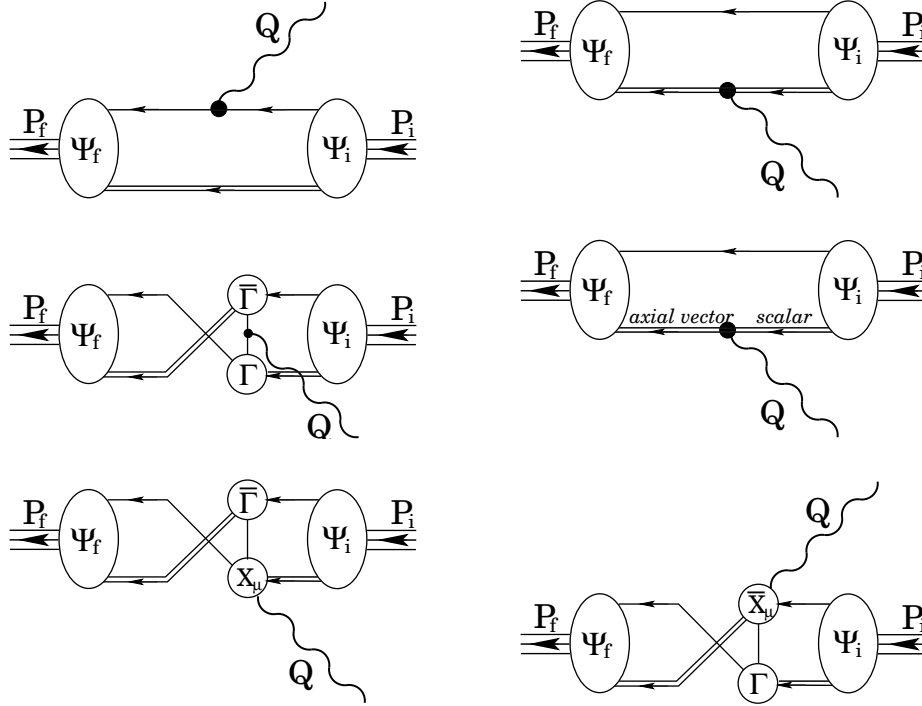 Q
P_f Ψ_f Ψ_i P_i
P_f Ψ_f Ψ_i P_i
Q
P_f Ψ_f Γ̅ Γ Ψ_i P_i
Q
P_f Ψ_f Ψ_i P_i
axial vector scalar
Q
P_f Ψ_f Γ̅ X_μ Ψ_i P_i
Q
Q
P_f Ψ_f X̅_μ Γ Ψ_i P_i